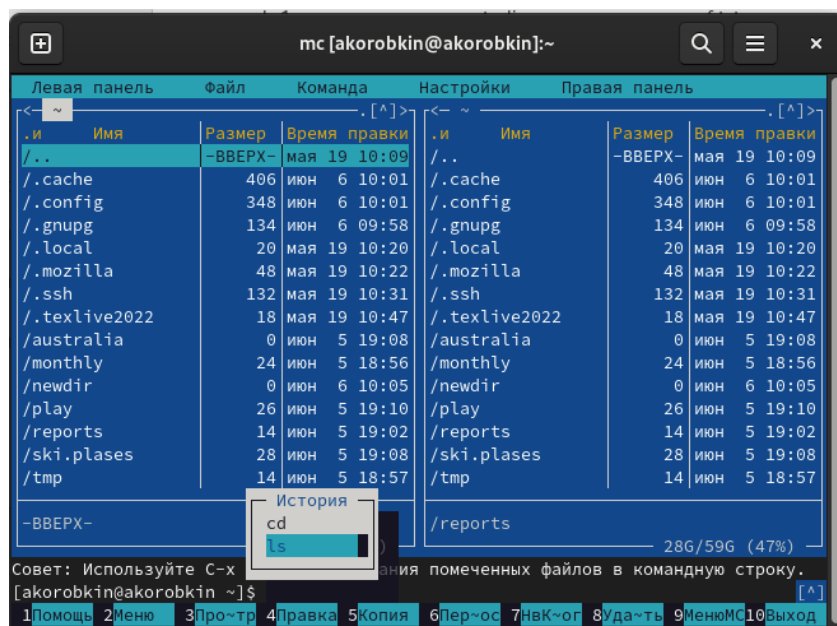 mc [akorobkin@akorobkin]:~
Левая панель Файл Команда Настройки Правая панель
┌<─ ~ ─.[^]>┐┌<─ ~ ─.[^]>┐
.и Имя Размер Время правки .и Имя Размер Время правки
/.. -ВВЕРХ- мая 19 10:09 /.. -ВВЕРХ- мая 19 10:09
/.cache 406 июн 6 10:01 /.cache 406 июн 6 10:01
/.config 348 июн 6 10:01 /.config 348 июн 6 10:01
/.gnupg 134 июн 6 09:58 /.gnupg 134 июн 6 09:58
/.local 20 мая 19 10:20 /.local 20 мая 19 10:20
/.mozilla 48 мая 19 10:22 /.mozilla 48 мая 19 10:22
/.ssh 132 мая 19 10:31 /.ssh 132 мая 19 10:31
/.texlive2022 18 мая 19 10:47 /.texlive2022 18 мая 19 10:47
/australia 0 июн 5 19:08 /australia 0 июн 5 19:08
/monthly 24 июн 5 18:56 /monthly 24 июн 5 18:56
/newdir 0 июн 6 10:05 /newdir 0 июн 6 10:05
/play 26 июн 5 19:10 /play 26 июн 5 19:10
/reports 14 июн 5 19:02 /reports 14 июн 5 19:02
/ski.plases 28 июн 5 19:08 /ski.plases 28 июн 5 19:08
/tmp 14 июн 5 18:57 /tmp 14 июн 5 18:57
История
-ВВЕРХ- cd /reports
ls ) 28G/59G (47%)
Совет: Используйте C-x ания помеченных файлов в командную строку.
[akorobkin@akorobkin ~]$ [^]
1Помощь 2Меню 3Про~тр 4Правка 5Копия 6Пер~ос 7НвК~ог 8Уда~ть 9МенюMC 10Выход